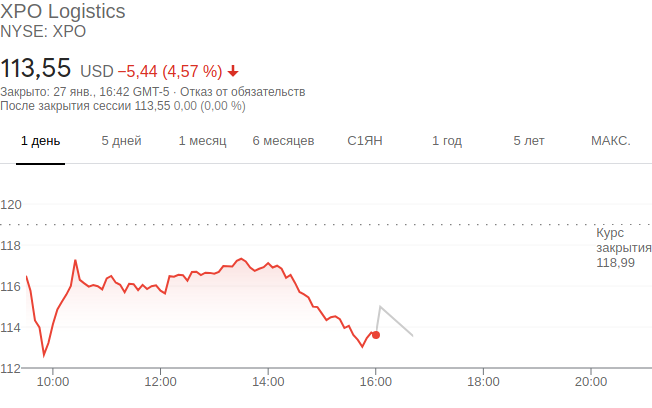 XPO Logistics
NYSE: XPO
113,55 USD −5,44 (4,57 %)
Закрыто: 27 янв., 16:42 GMT-5 · Отказ от обязательств
После закрытия сессии 113,55 0,00 (0,00 %)
1 день 5 дней 1 месяц 6 месяцев С1ЯН 1 год 5 лет МАКС.
120
Курс
закрытия
118,99
118
116
114
112
10:00 12:00 14:00 16:00 18:00 20:00